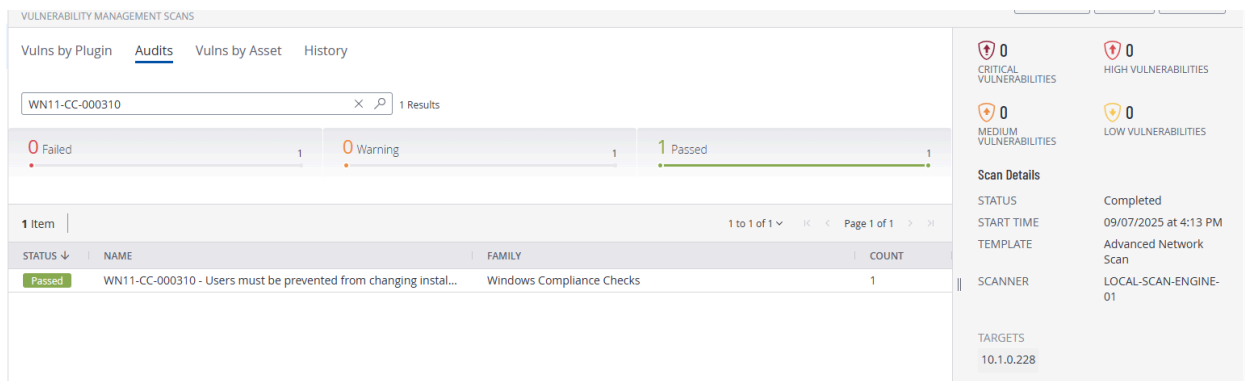 VULNERABILITY MANAGEMENT SCANS
Vulns by Plugin Audits Vulns by Asset History
WN11-CC-000310 1 Results
0 Failed 1
0 Warning 1
1 Passed 1
1 Item 1 to 1 of 1 Page 1 of 1
STATUS NAME FAMILY COUNT
Passed WN11-CC-000310 - Users must be prevented from changing instal... Windows Compliance Checks 1
0
CRITICAL
VULNERABILITIES
0
HIGH VULNERABILITIES
0
MEDIUM
VULNERABILITIES
0
LOW VULNERABILITIES
Scan Details
STATUS Completed
START TIME 09/07/2025 at 4:13 PM
TEMPLATE Advanced Network
Scan
SCANNER LOCAL-SCAN-ENGINE-
01
TARGETS
10.1.0.228